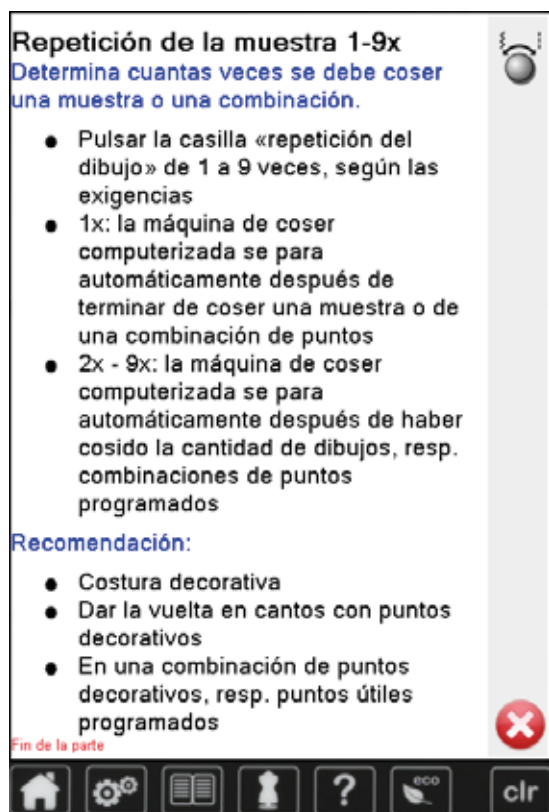 Repetición de la muestra 1-9x
Determina cuantas veces se debe coser
una muestra o una combinación.
● Pulsar la casilla «repetición del
dibujo» de 1 a 9 veces, según las
exigencias
● 1x: la máquina de coser
computerizada se para
automáticamente después de
terminar de coser una muestra o de
una combinación de puntos
● 2x - 9x: la máquina de coser
computerizada se para
automáticamente después de haber
cosido la cantidad de dibujos, resp.
combinaciones de puntos
programados
Recomendación:
● Costura decorativa
● Dar la vuelta en cantos con puntos
decorativos
● En una combinación de puntos
decorativos, resp. puntos útiles
programados
Fin de la parte
? eco clr